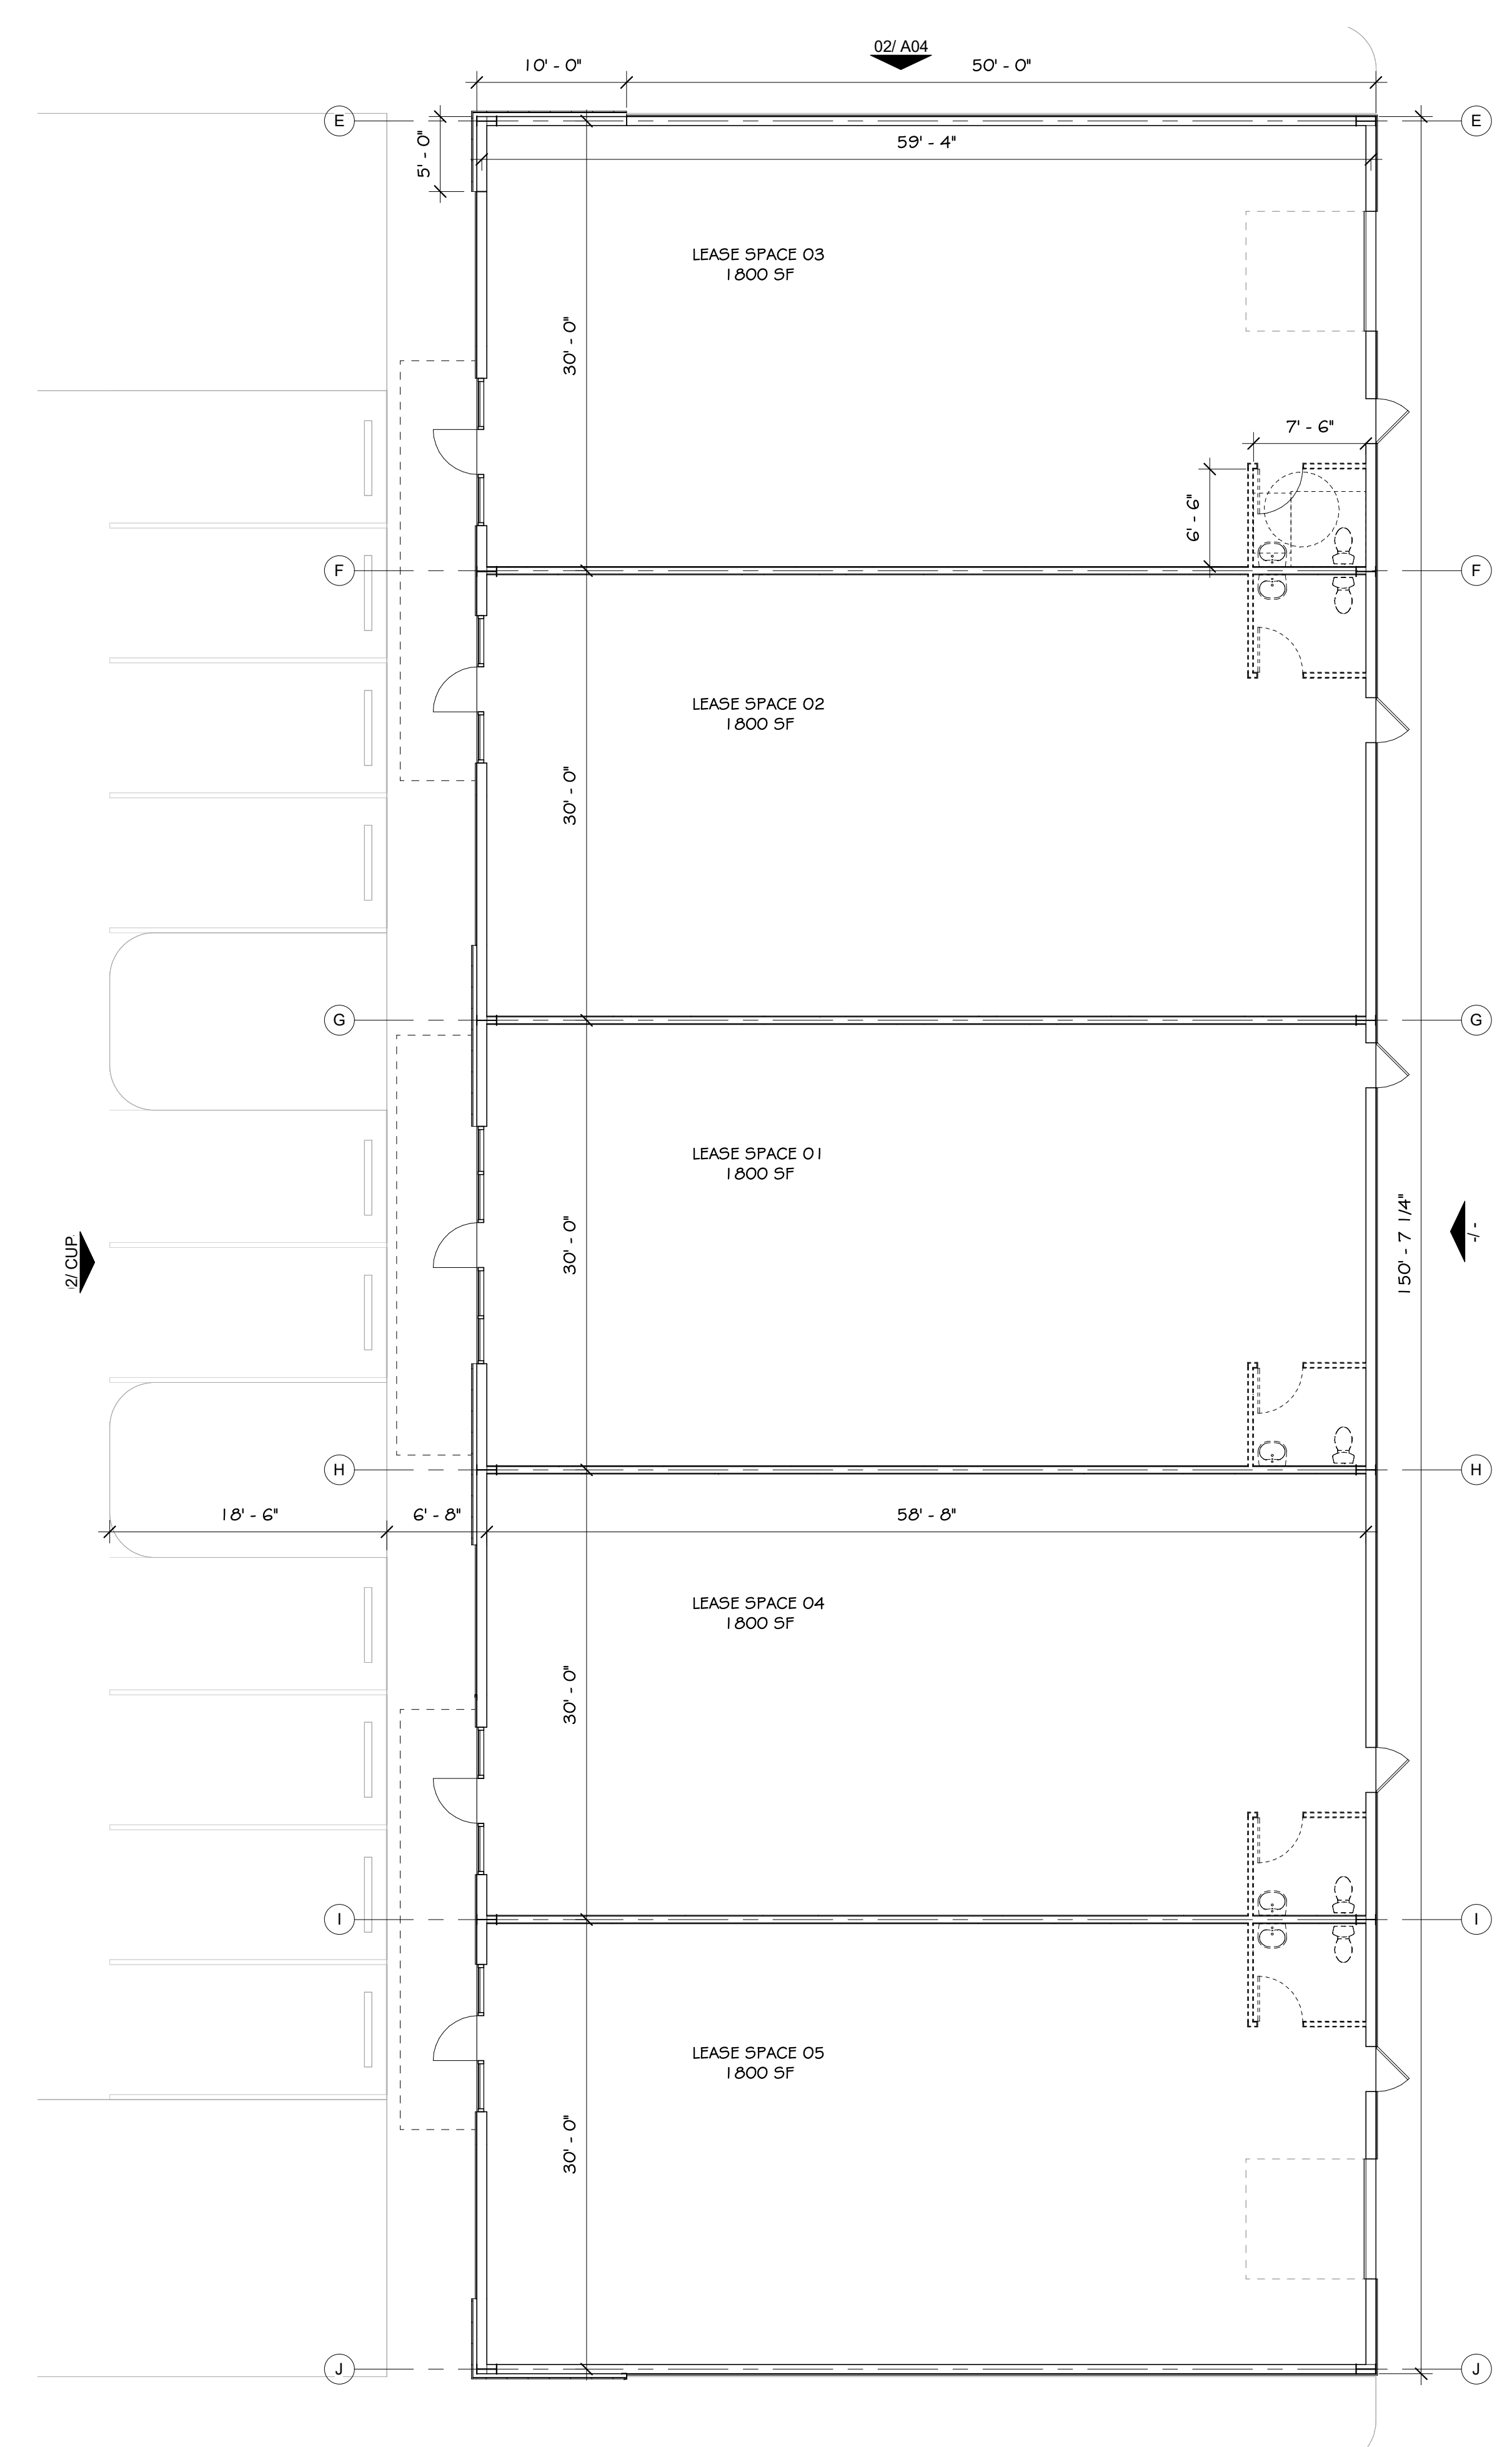 02/ A04
10' - 0"
50' - 0"
E
E
5' - 0"
59' - 4"
LEASE SPACE 03
1800 SF
30' - 0"
7' - 6"
6' - 6"
F
F
LEASE SPACE 02
1800 SF
30' - 0"
G
G
LEASE SPACE 01
1800 SF
30' - 0"
2/ CUP
150' - 7 1/4"
-/ -
H
H
18' - 6"
6' - 8"
58' - 8"
LEASE SPACE 04
1800 SF
30' - 0"
I
I
LEASE SPACE 05
1800 SF
30' - 0"
J
J